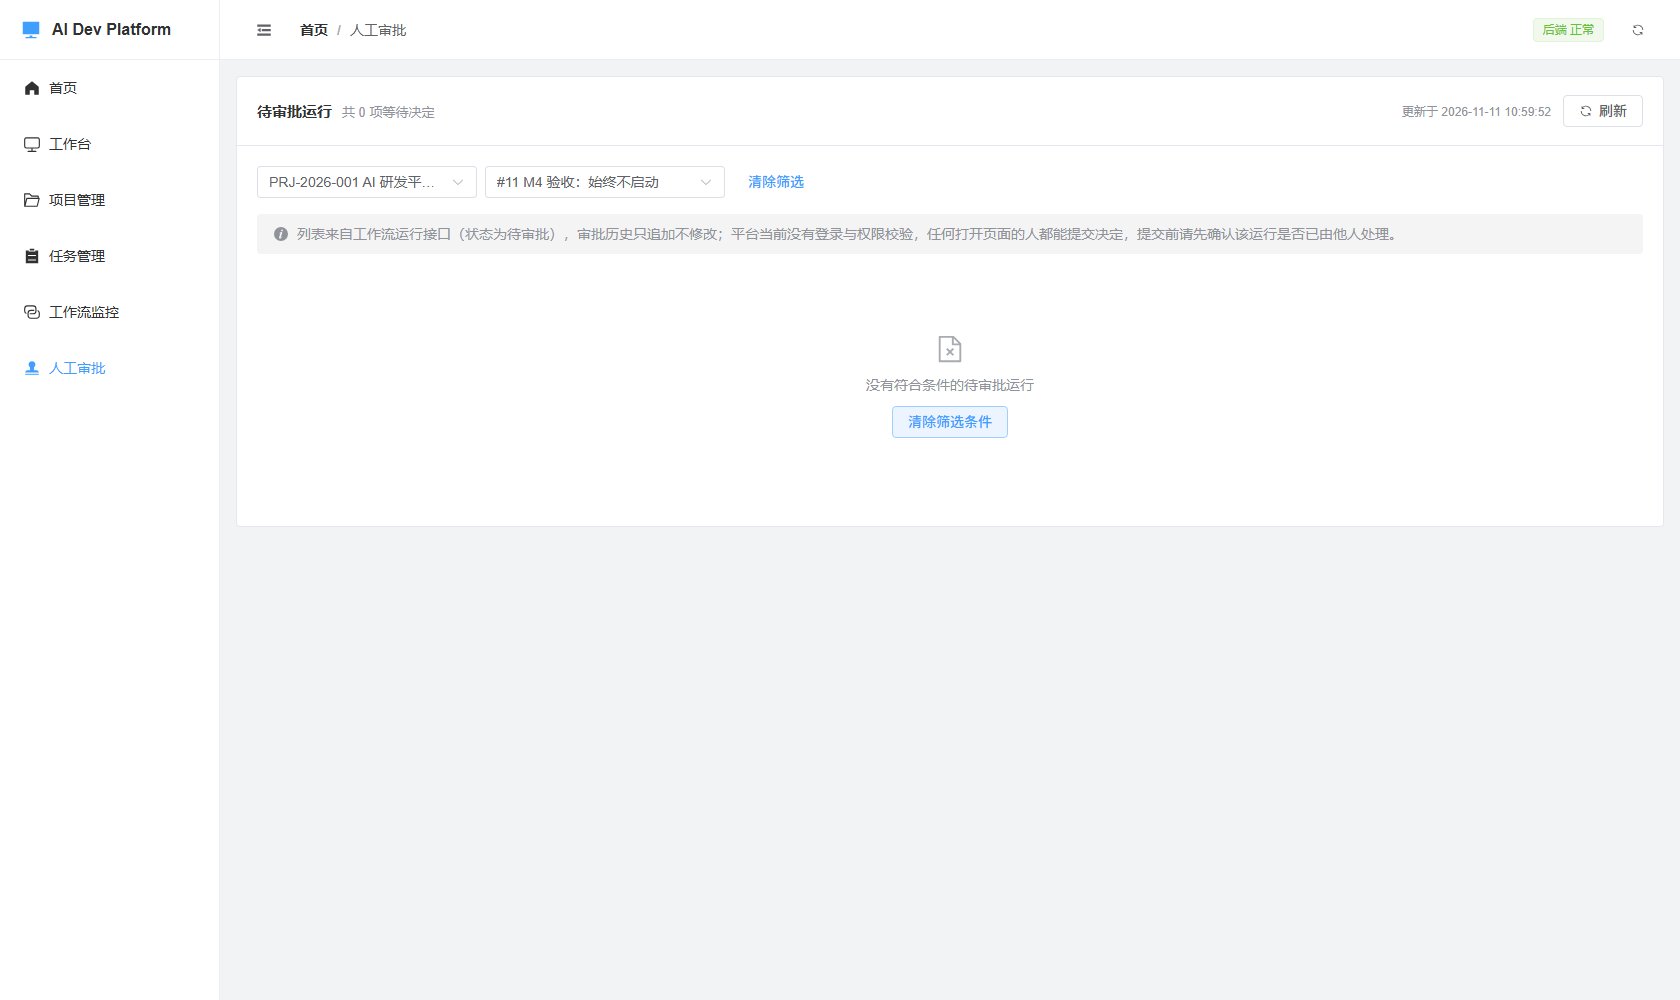 AI Dev Platform
首页 / 人工审批
后端 正常
首页
工作台
项目管理
任务管理
工作流监控
人工审批
待审批运行 共 0 项等待决定
更新于 2026-11-11 10:59:52
刷新
PRJ-2026-001 AI 研发平...
#11 M4 验收：始终不启动
清除筛选
列表来自工作流运行接口（状态为待审批），审批历史只追加不修改；平台当前没有登录与权限校验，任何打开页面的人都能提交决定，提交前请先确认该运行是否已由他人处理。
没有符合条件的待审批运行
清除筛选条件